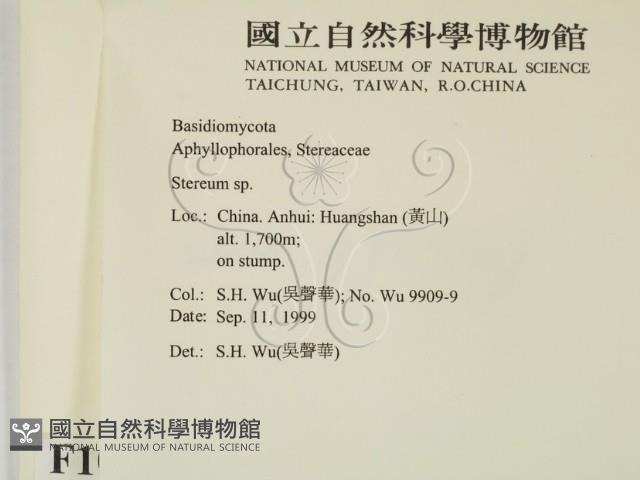 國立自然科學博物館
NATIONAL MUSEUM OF NATURAL SCIENCE
TAICHUNG, TAIWAN, R.O.CHINA
Basidiomycota
Aphyllophorales, Stereaceae
Stereum sp.
Loc.: China. Anhui: Huangshan (黃山)
alt. 1,700m;
on stump.
Col.: S.H. Wu(吳聲華); No. Wu 9909-9
Date: Sep. 11, 1999
Det.: S.H. Wu(吳聲華)
國立自然科學博物館
NATIONAL MUSEUM OF NATURAL SCIENCE